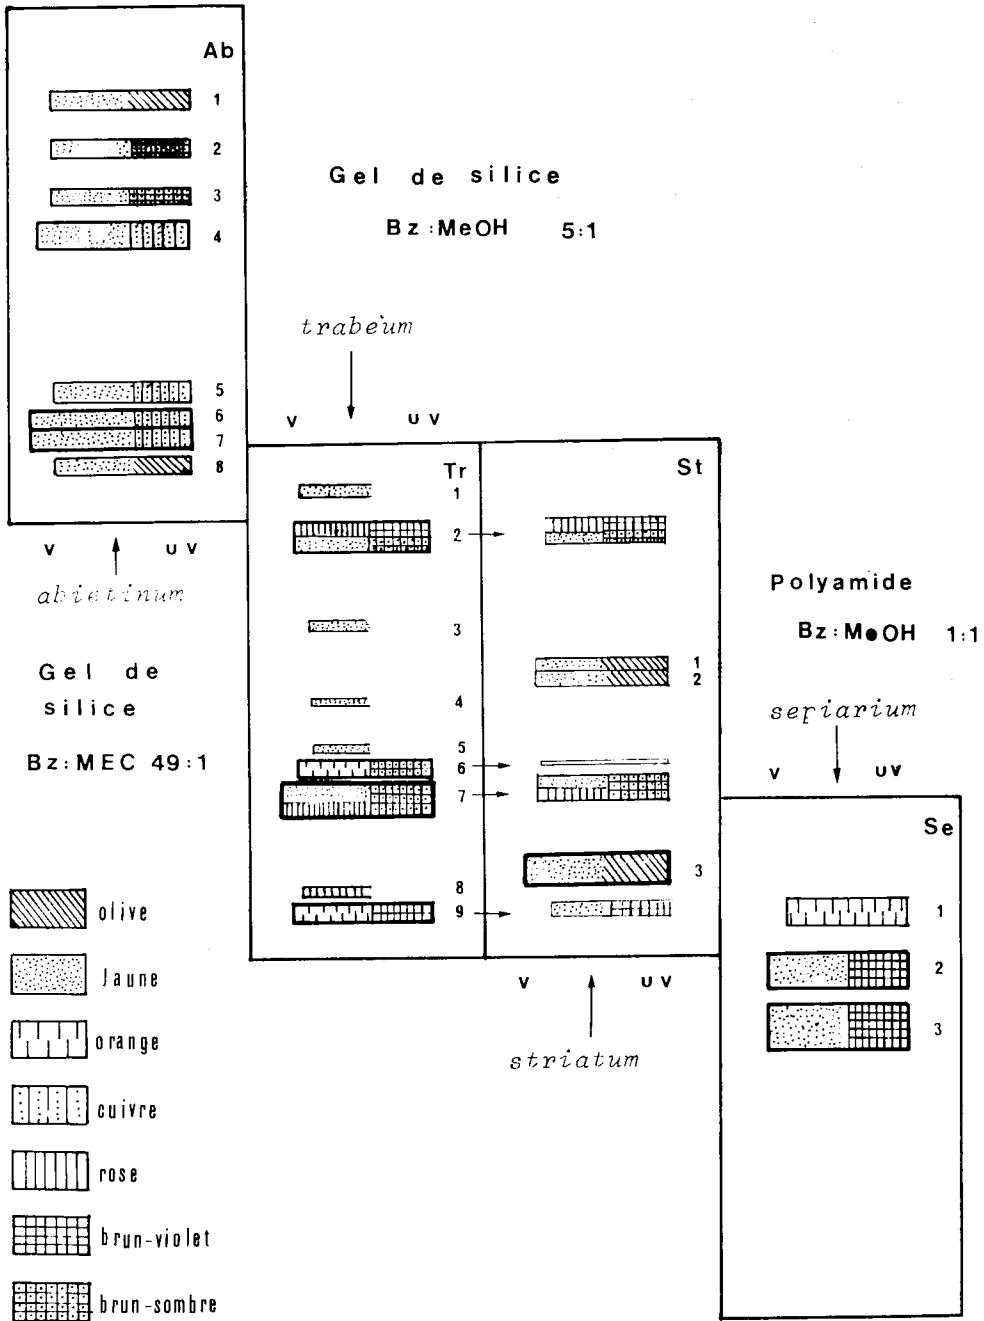 Ab
1
2
3
4
5
6
7
8
V UV
abietinum
Gel de
silice
Bz:MEC 49:1
Gel de silice
Bz:MeOH 5:1
trabeum
V UV
Tr
1
2
3
4
5
6
7
8
9
St
1
2
3
V UV
striatum
Polyamide
Bz:MeOH 1:1
sepiarium
V UV
Se
1
2
3
olive
Jaune
orange
cuivre
rose
brun-violet
brun-sombre